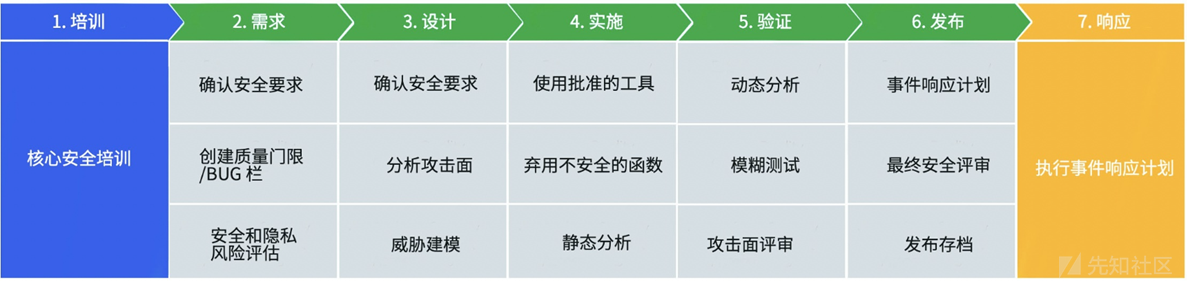 1. 培训
2. 需求
3. 设计
4. 实施
5. 验证
6. 发布
7. 响应
核心安全培训
确认安全要求
创建质量门限
/BUG 栏
安全和隐私
风险评估
确认安全要求
分析攻击面
威胁建模
使用批准的工具
弃用不安全的函数
静态分析
动态分析
模糊测试
攻击面评审
事件响应计划
最终安全评审
发布存档
执行事件响应计划
先知社区